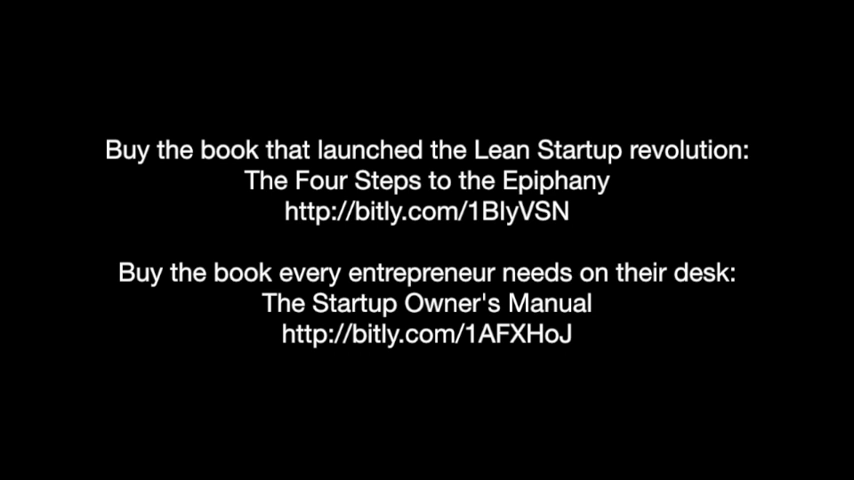 Buy the book that launched the Lean Startup revolution:
The Four Steps to the Epiphany
http://bitly.com/1BIyVSN
Buy the book every entrepreneur needs on their desk:
The Startup Owner's Manual
http://bitly.com/1AFXHoJ